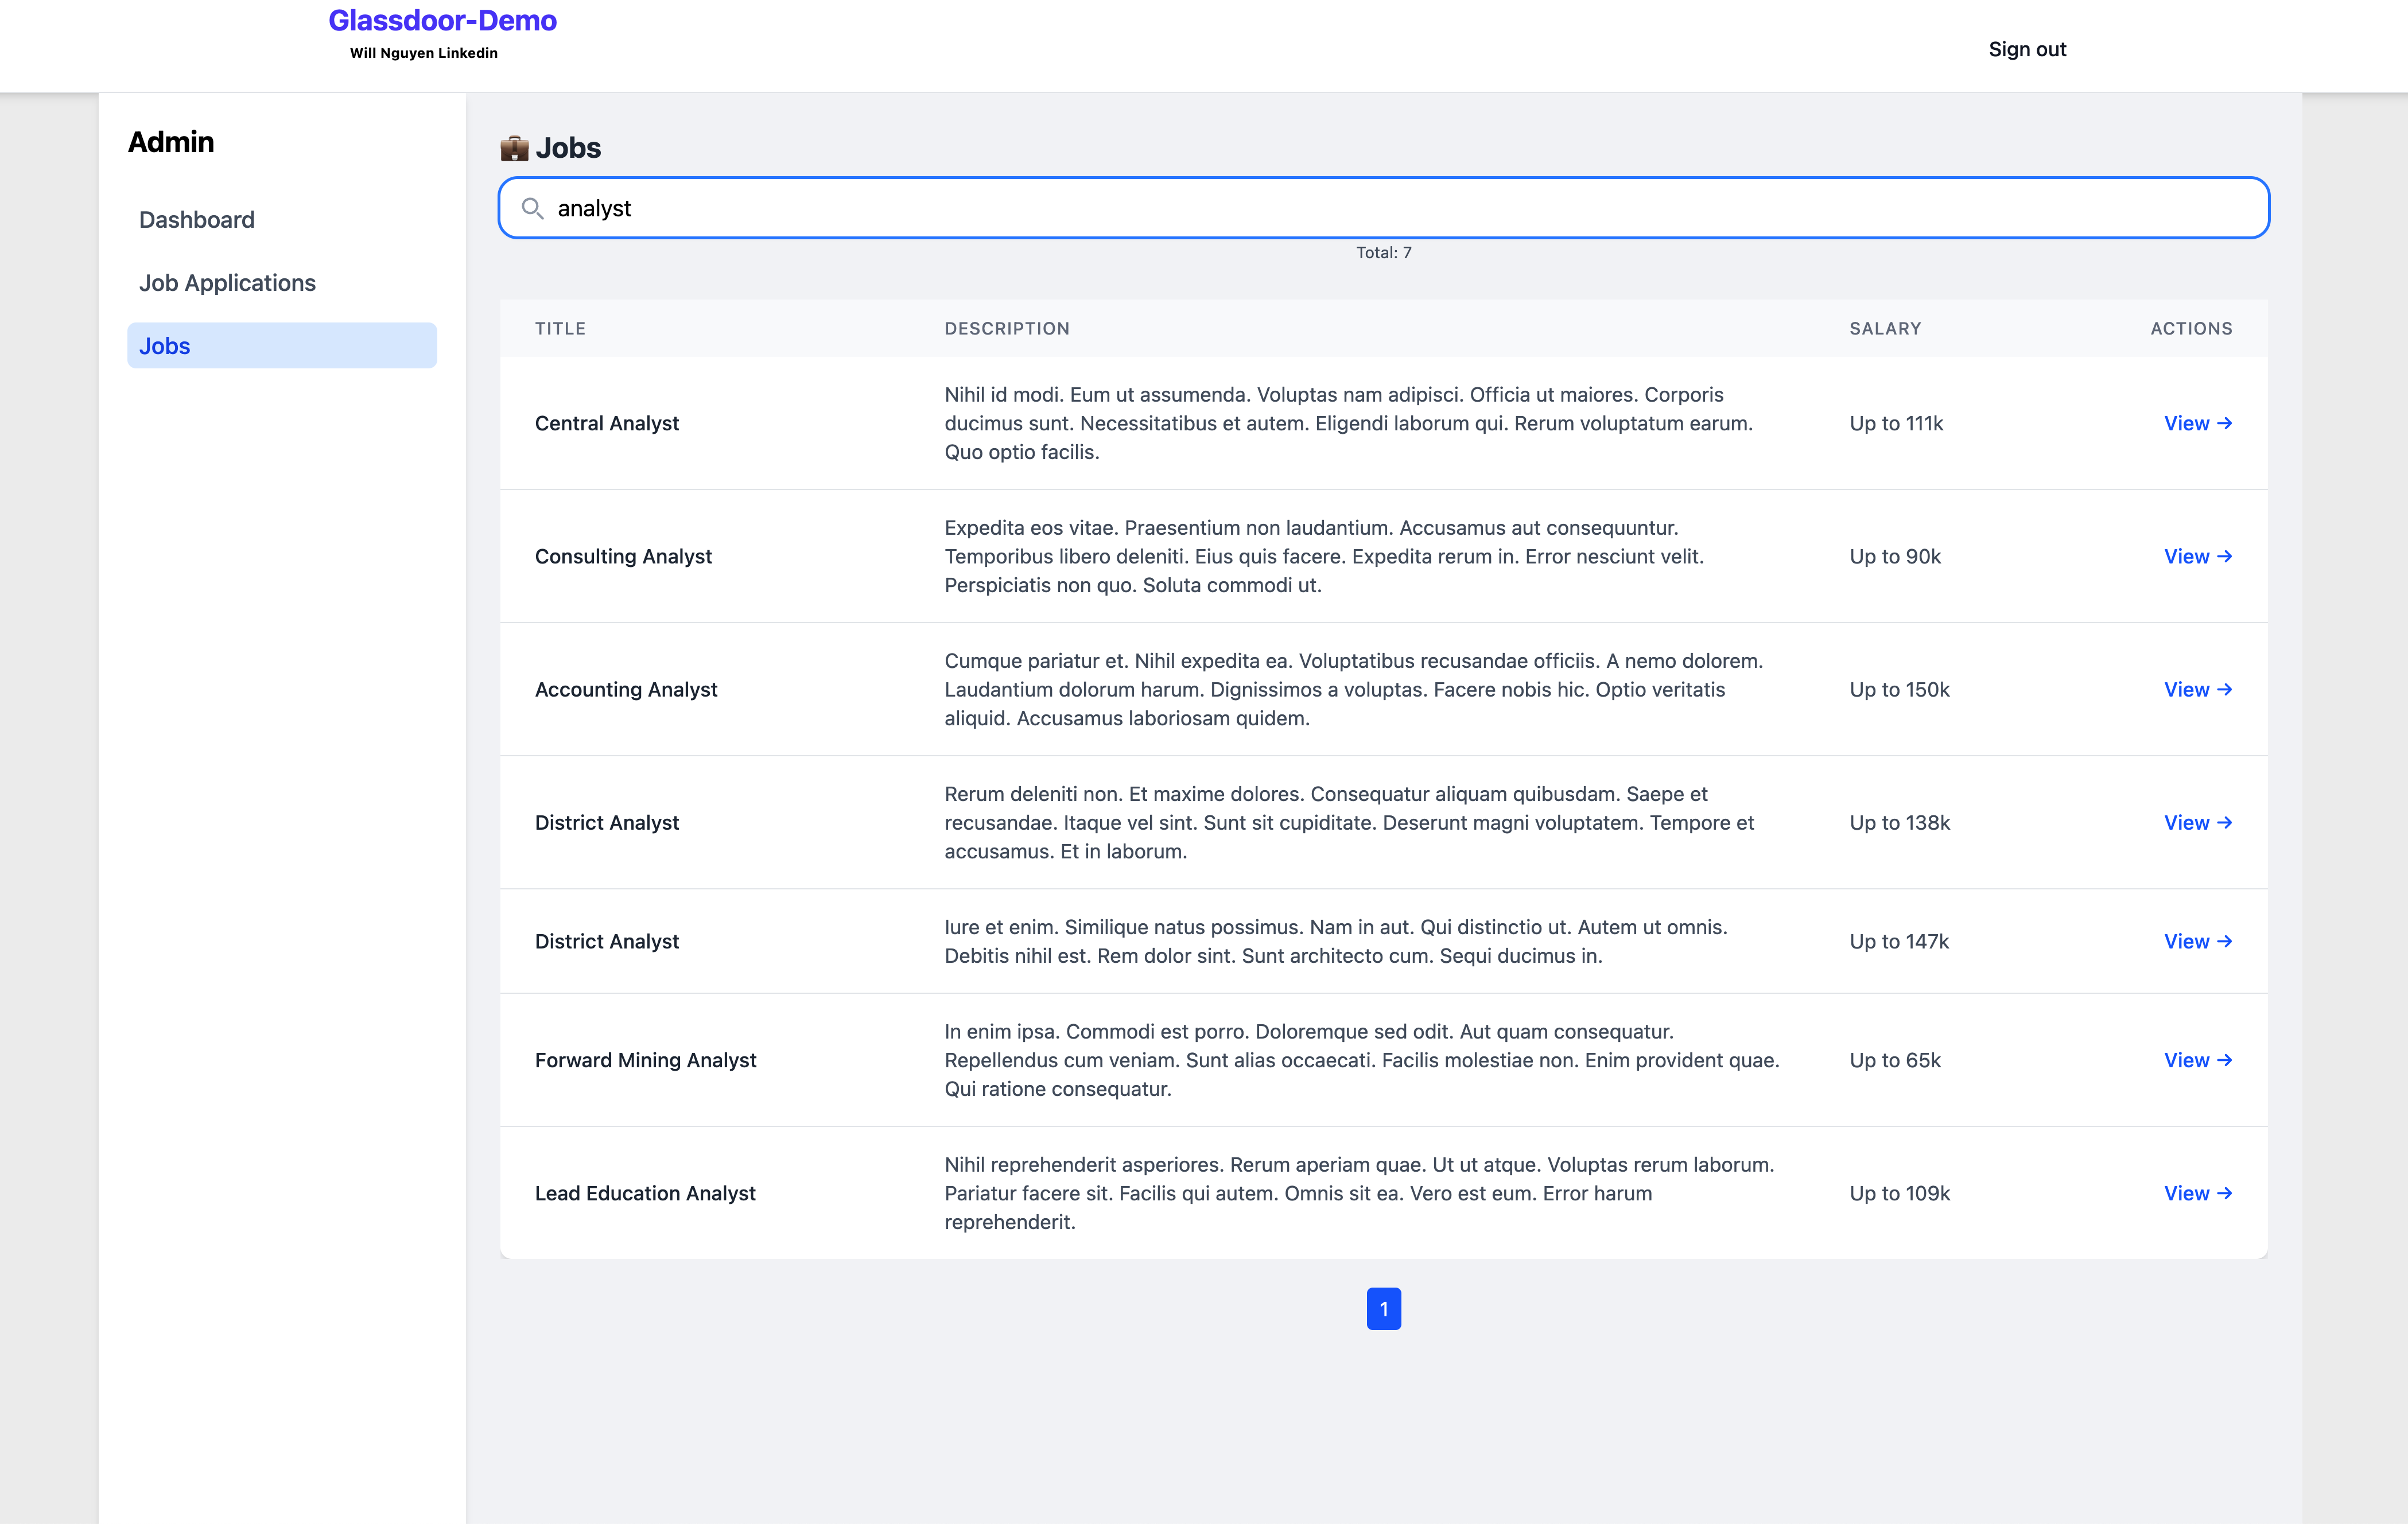 Glassdoor-Demo
Will Nguyen Linkedin
Sign out
Admin
Dashboard
Job Applications
Jobs
Jobs
analyst
Total: 7
TITLE DESCRIPTION SALARY ACTIONS
Central Analyst
Nihil id modi. Eum ut assumenda. Voluptas nam adipisci. Officia ut maiores. Corporis
ducimus sunt. Necessitatibus et autem. Eligendi laborum qui. Rerum voluptatum earum.
Quo optio facilis.
Up to 111k
View →
Consulting Analyst
Expedita eos vitae. Praesentium non laudantium. Accusamus aut consequuntur.
Temporibus libero deleniti. Eius quis facere. Expedita rerum in. Error nesciunt velit.
Perspiciatis non quo. Soluta commodi ut.
Up to 90k
View →
Accounting Analyst
Cumque pariatur et. Nihil expedita ea. Voluptatibus recusandae officiis. A nemo dolorem.
Laudantium dolorum harum. Dignissimos a voluptas. Facere nobis hic. Optio veritatis
aliquid. Accusamus laboriosam quidem.
Up to 150k
View →
District Analyst
Rerum deleniti non. Et maxime dolores. Consequatur aliquam quibusdam. Saepe et
recusandae. Itaque vel sint. Sunt sit cupiditate. Deserunt magni voluptatem. Tempore et
accusamus. Et in laborum.
Up to 138k
View →
District Analyst
Iure et enim. Similique natus possimus. Nam in aut. Qui distinctio ut. Autem ut omnis.
Debitis nihil est. Rem dolor sint. Sunt architecto cum. Sequi ducimus in.
Up to 147k
View →
Forward Mining Analyst
In enim ipsa. Commodi est porro. Doloremque sed odit. Aut quam consequatur.
Repellendus cum veniam. Sunt alias occaecati. Facilis molestiae non. Enim provident quae.
Qui ratione consequatur.
Up to 65k
View →
Lead Education Analyst
Nihil reprehenderit asperiores. Rerum aperiam quae. Ut ut atque. Voluptas rerum laborum.
Pariatur facere sit. Facilis qui autem. Omnis sit ea. Vero est eum. Error harum
reprehenderit.
Up to 109k
View →
1